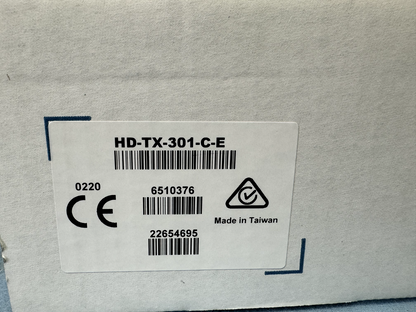 HD-TX-301-C-E
0220
6510376
CE
Made in Taiwan
22654695